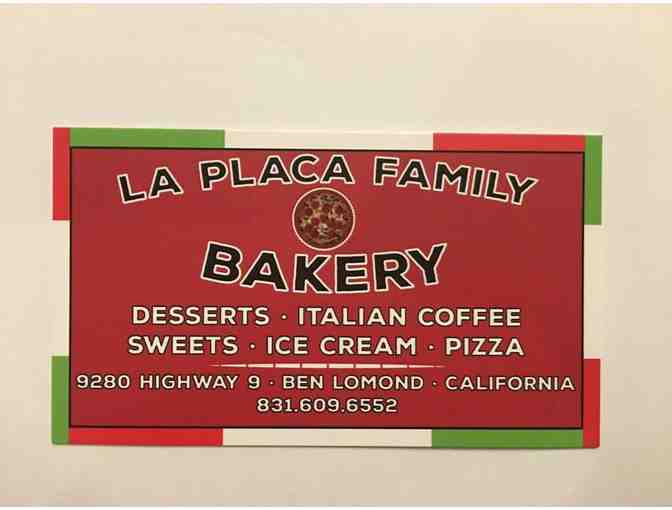 LA PLACA FAMILY
BAKERY
DESSERTS · ITALIAN COFFEE
SWEETS · ICE CREAM · PIZZA
9280 HIGHWAY 9 · BEN LOMOND · CALIFORNIA
831.609.6552